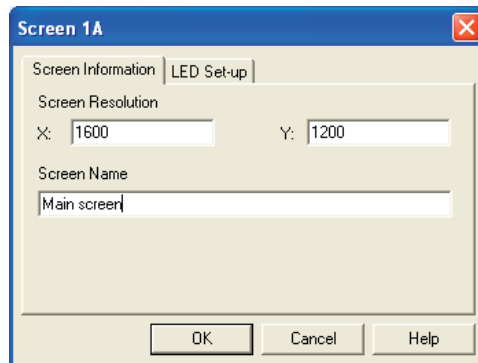 Screen 1A
Screen Information LED Set-up
Screen Resolution
X: 1600 Y: 1200
Screen Name
Main screen
OK Cancel Help